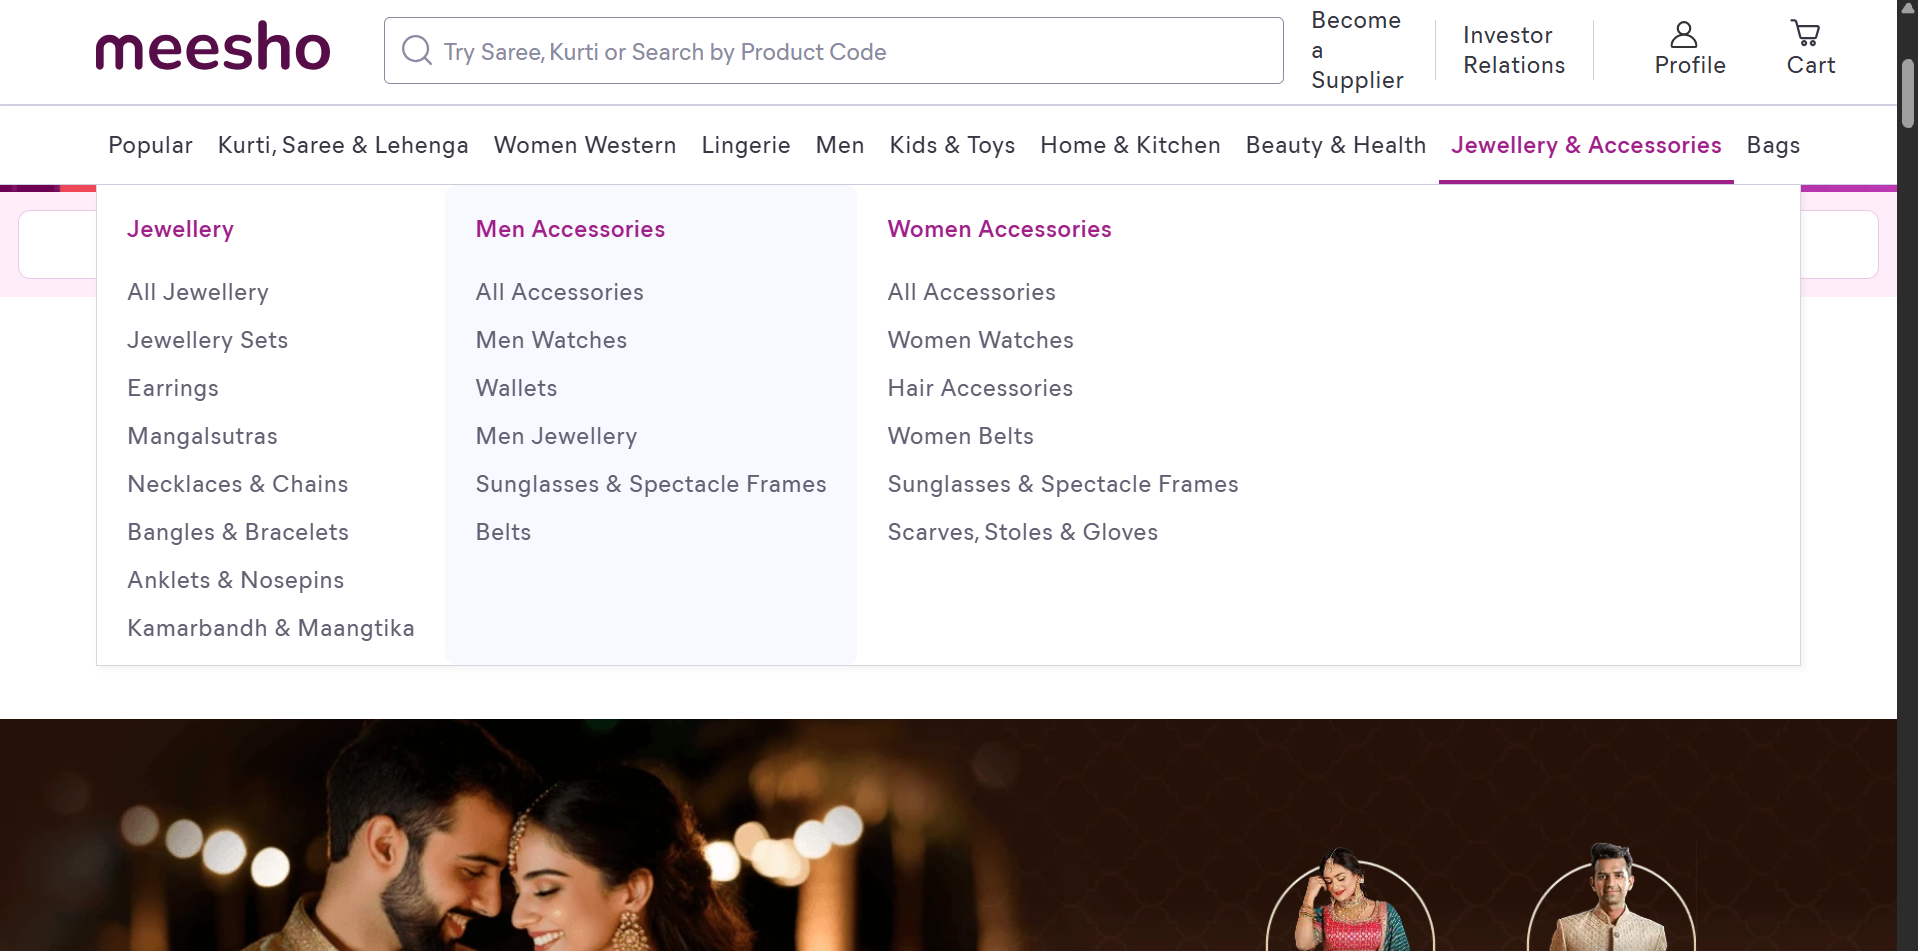 meesho
Try Saree, Kurti or Search by Product Code
Become
a
Supplier
Investor
Relations
Profile
Cart
Popular
Kurti, Saree & Lehenga
Women Western
Lingerie
Men
Kids & Toys
Home & Kitchen
Beauty & Health
Jewellery & Accessories
Bags
Jewellery
All Jewellery
Jewellery Sets
Earrings
Mangalsutras
Necklaces & Chains
Bangles & Bracelets
Anklets & Nosepins
Kamarbandh & Maangtika
Men Accessories
All Accessories
Men Watches
Wallets
Men Jewellery
Sunglasses & Spectacle Frames
Belts
Women Accessories
All Accessories
Women Watches
Hair Accessories
Women Belts
Sunglasses & Spectacle Frames
Scarves, Stoles & Gloves